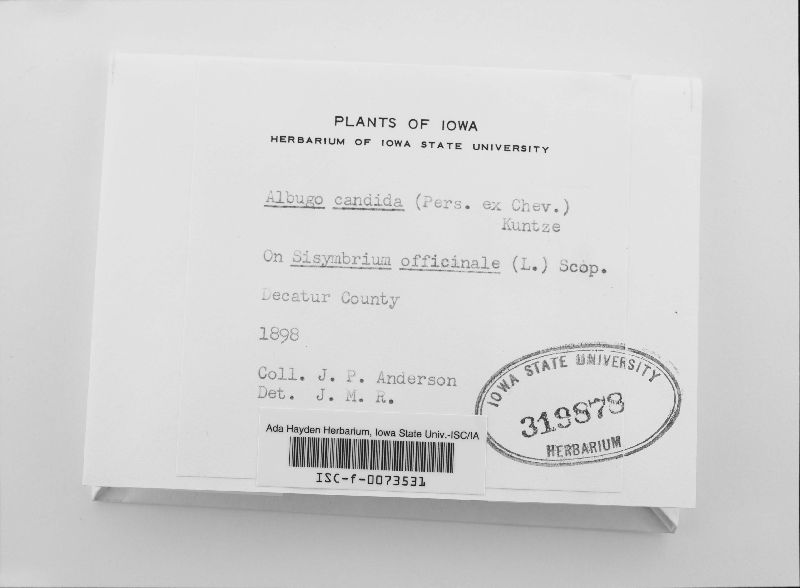 PLANTS OF IOWA
HERBARIUM OF IOWA STATE UNIVERSITY
Albugo candida (Pers. ex Chev.)
Kuntze
On Sisymbrium officinale (L.) Scop.
Decatur County
1898
Coll. J. P. Anderson
Det. J. M. R.
IOWA STATE UNIVERSITY
319878
HERBARIUM
Ada Hayden Herbarium, Iowa State Univ.-ISC/IA
ISC-f-0073531